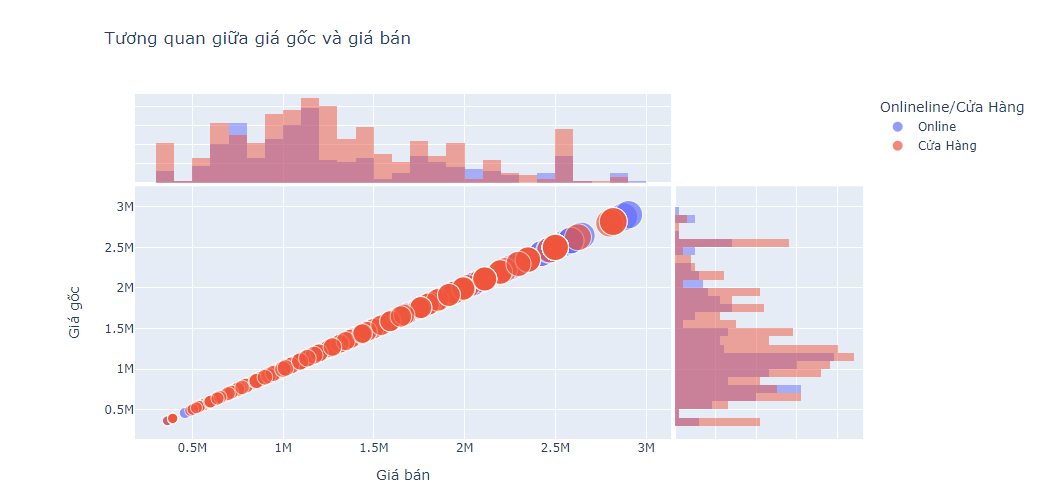 Tương quan giữa giá gốc và giá bán
Onlineline/Cửa Hàng
Online
Cửa Hàng
3M
2.5M
2M
1.5M
1M
0.5M
Giá gốc
0.5M
1M
1.5M
2M
2.5M
3M
Giá bán